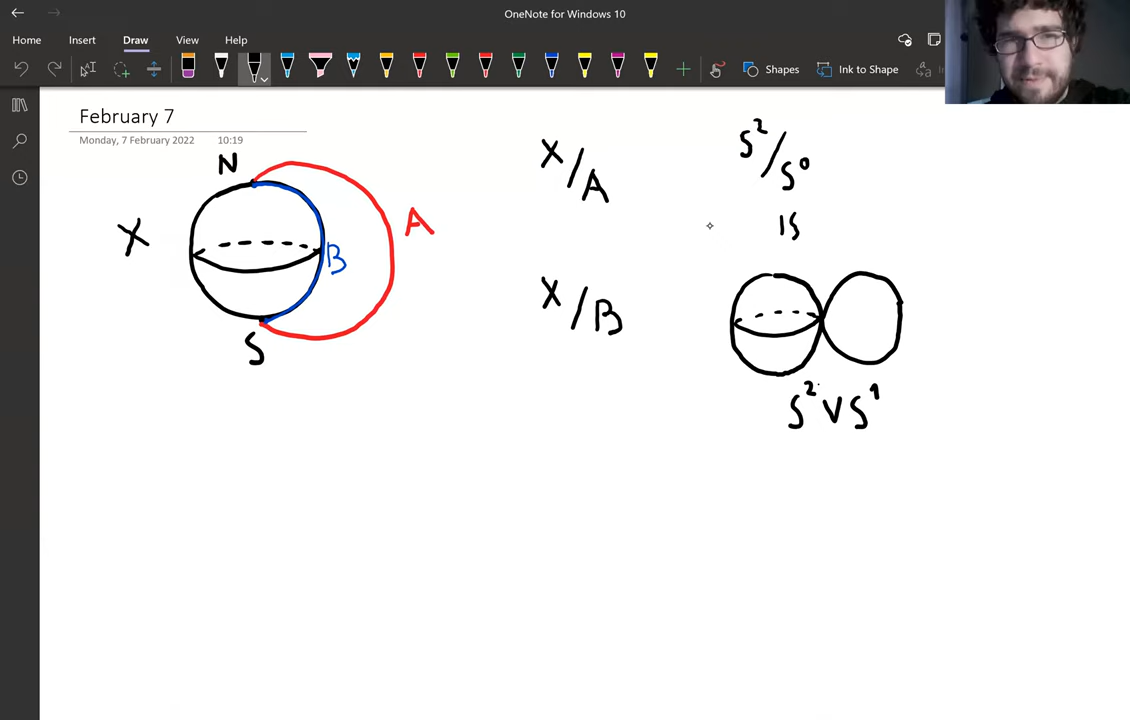 OneNote for Windows 10
Home Insert Draw View Help
Shapes Ink to Shape
February 7
Monday, 7 February 2022 10:19
N
X
A
B
S
X/A
X/B
S²/S⁰
IS
S² ∨ S¹